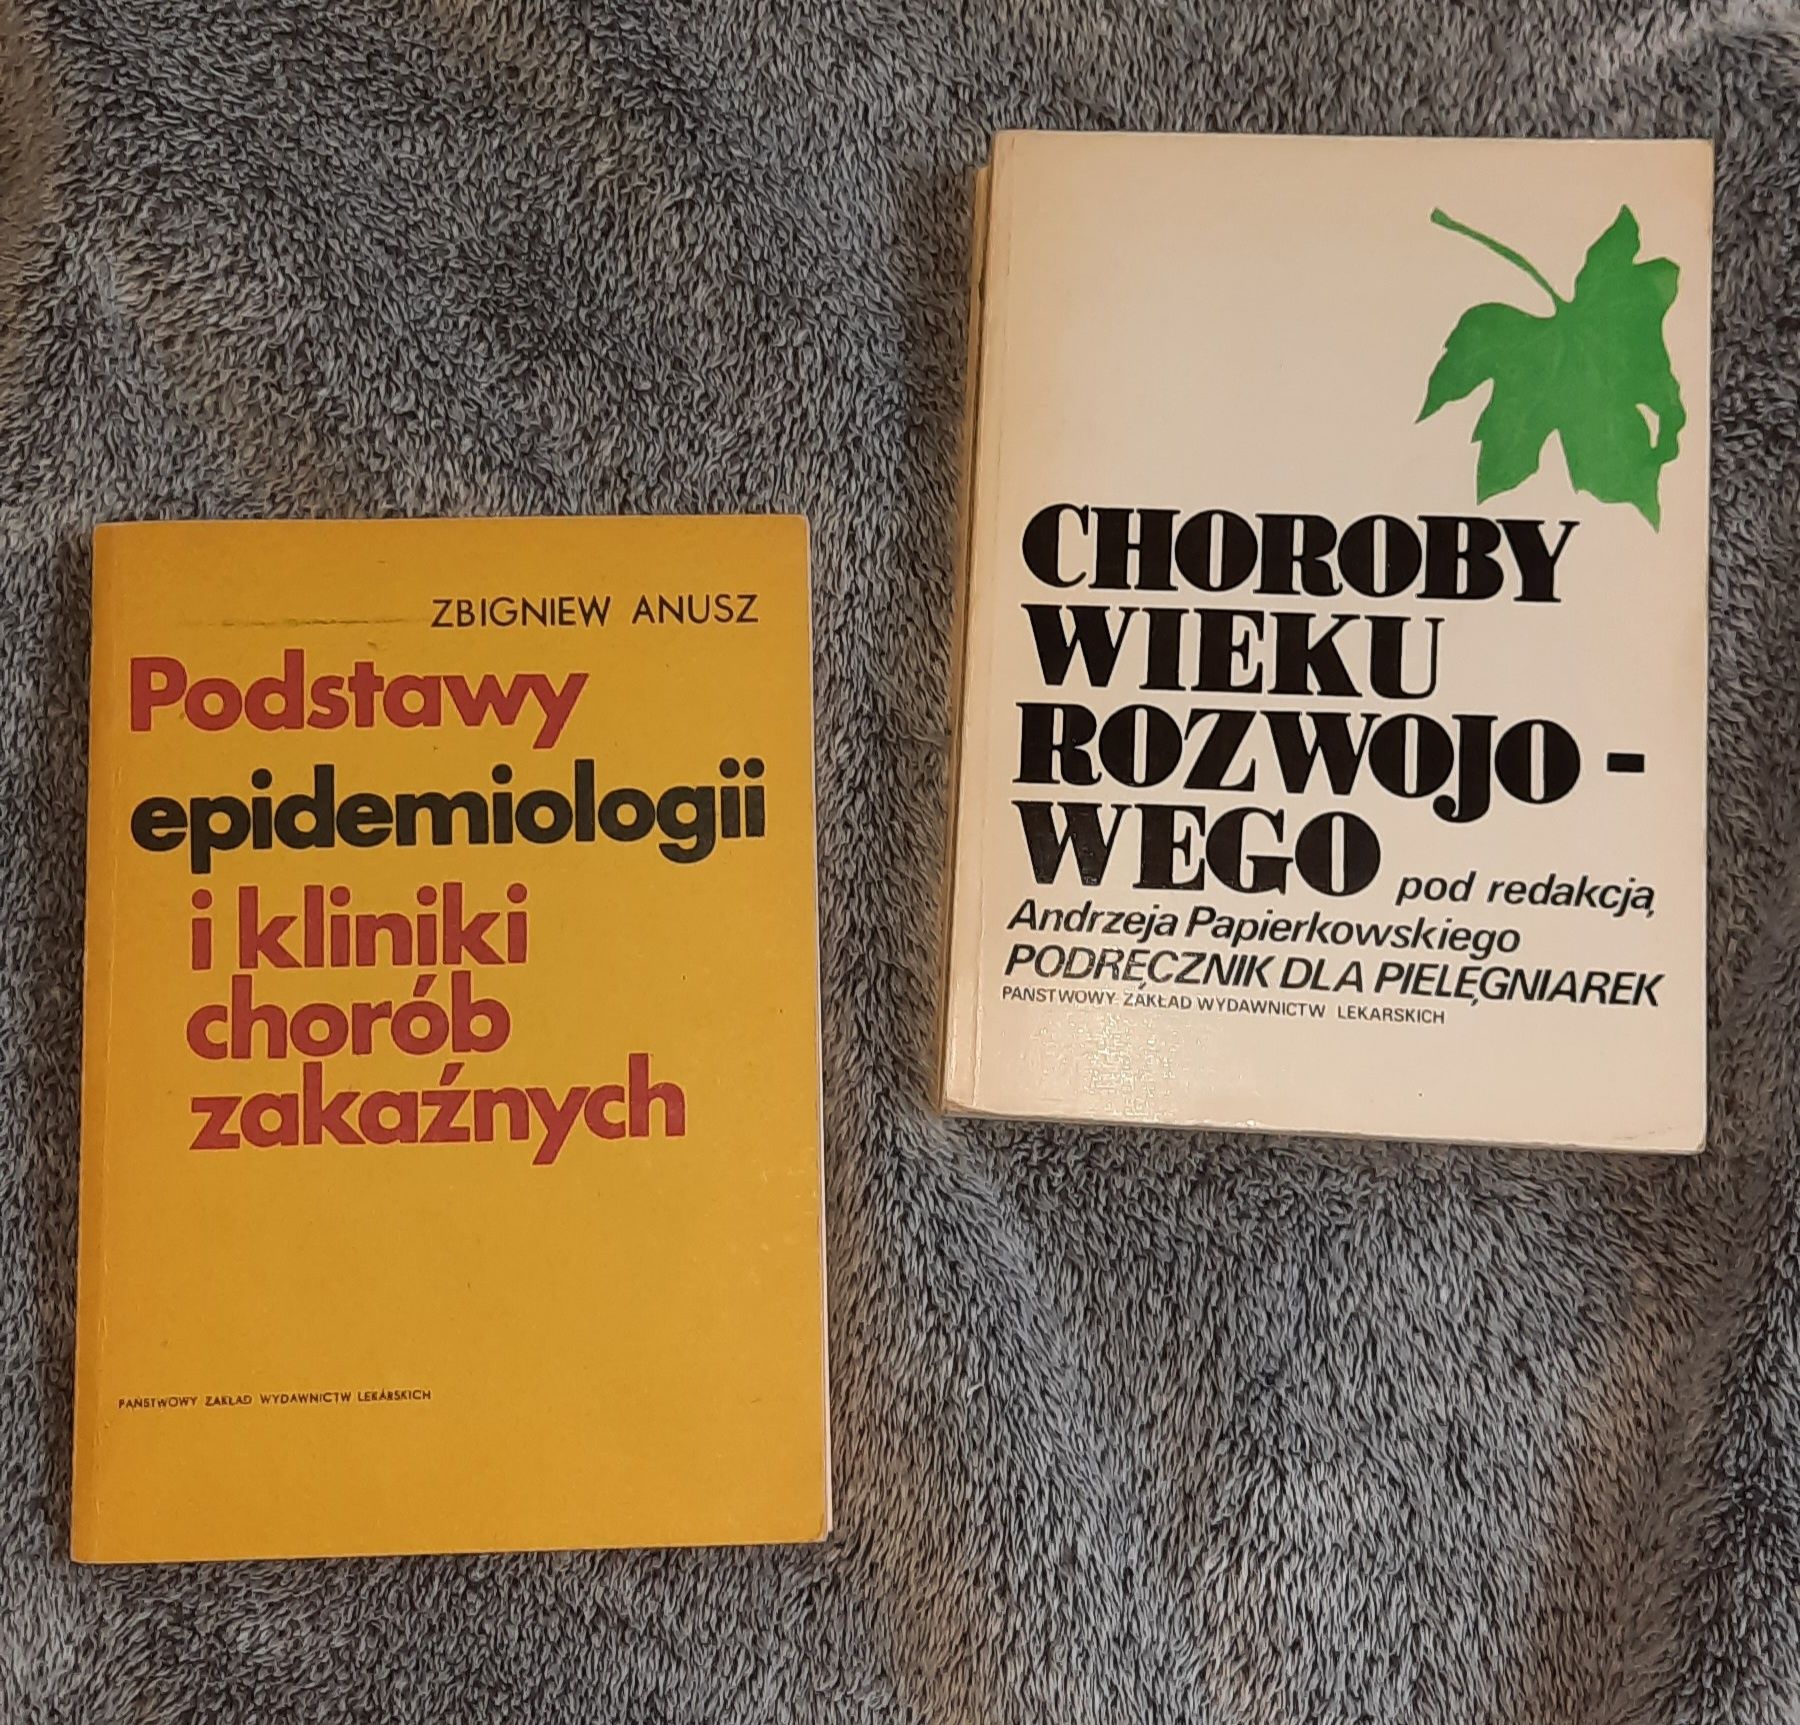 ZBIGNIEW ANUSZ
Podstawy
epidemiologii
i kliniki
chorób
zakaźnych
PAŃSTWOWY ZAKŁAD WYDAWNICTW LEKARSKICH
CHOROBY
WIEKU
ROZWOJO-
WEGO pod redakcją
Andrzeja Papierkowskiego
PODRĘCZNIK DLA PIELĘGNIAREK
PAŃSTWOWY ZAKŁAD WYDAWNICTW LEKARSKICH